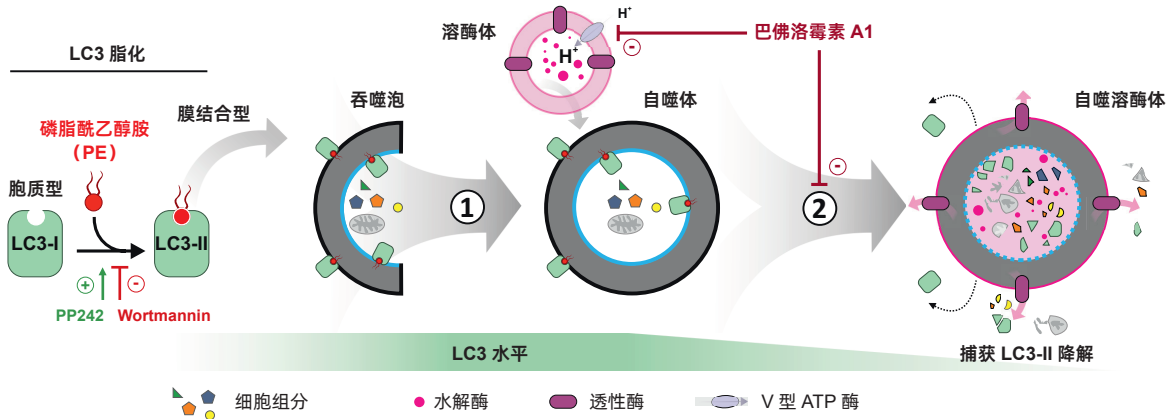 LC3 脂化
磷脂酰乙醇胺
（PE）
胞质型
膜结合型
LC3-I
LC3-II
+
-
PP242
Wortmannin
吞噬泡
1
溶酶体
H⁺
H⁺
-
巴佛洛霉素 A1
自噬体
-
2
自噬溶酶体
捕获 LC3-II 降解
LC3 水平
细胞组分
水解酶
透性酶
V 型 ATP 酶